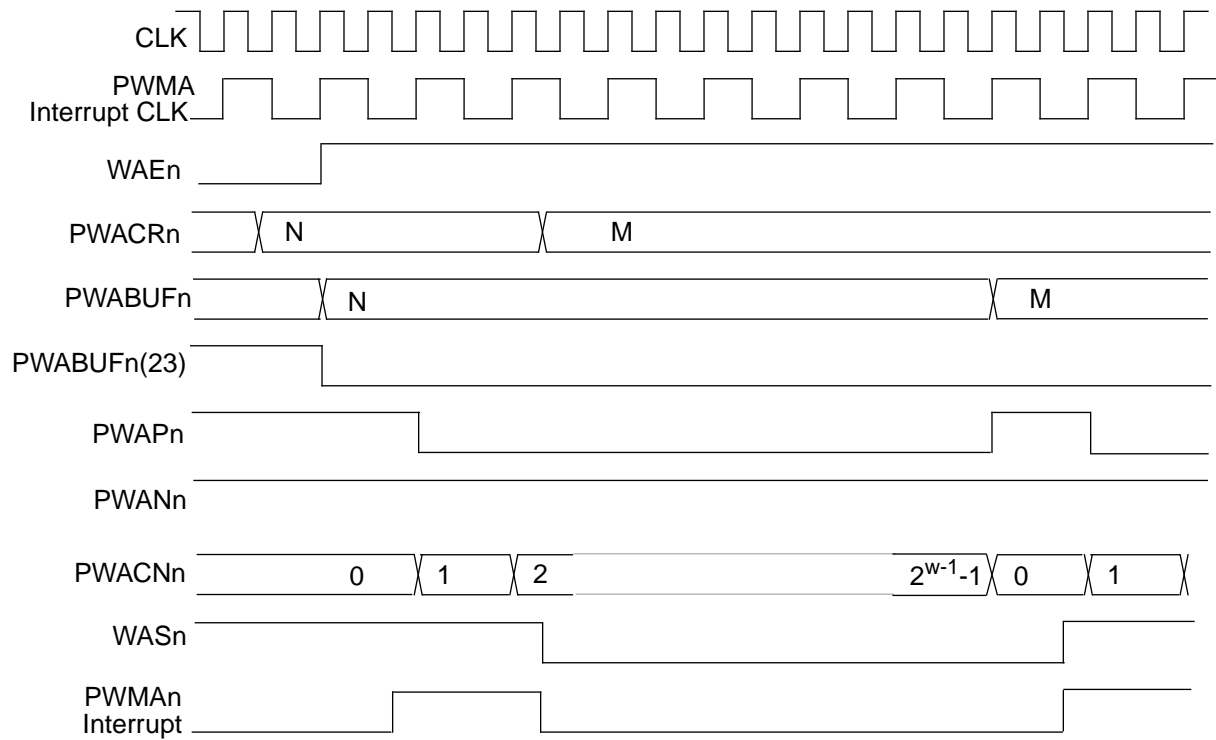 CLK
PWMA
Interrupt CLK
WAEn
PWACRn N M
PWABUFn N M
PWABUFn(23)
PWAPn
PWANn
PWACNn 0 1 2 2^w-1-1 0 1
WASn
PWMAn
Interrupt